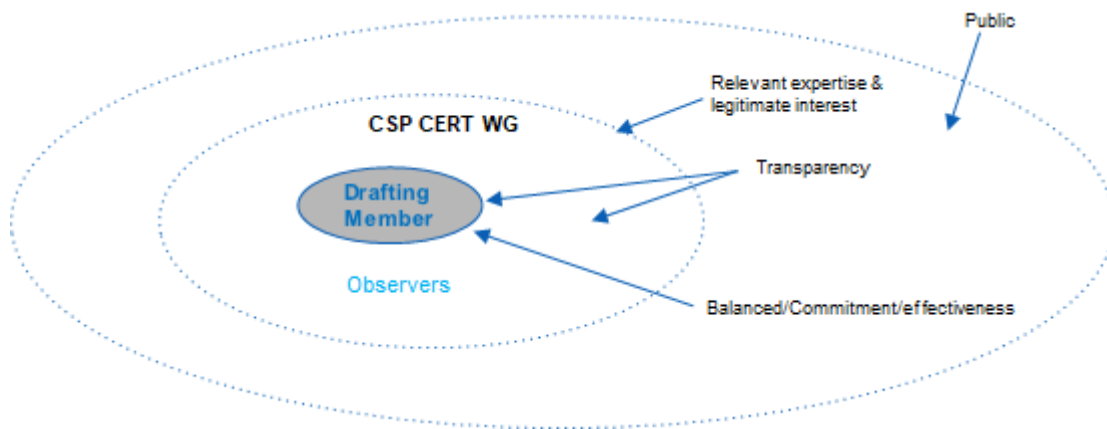 Public
Relevant expertise &
legitimate interest
CSP CERT WG
Transparency
Drafting
Member
Observers
Balanced/Commitment/effectiveness